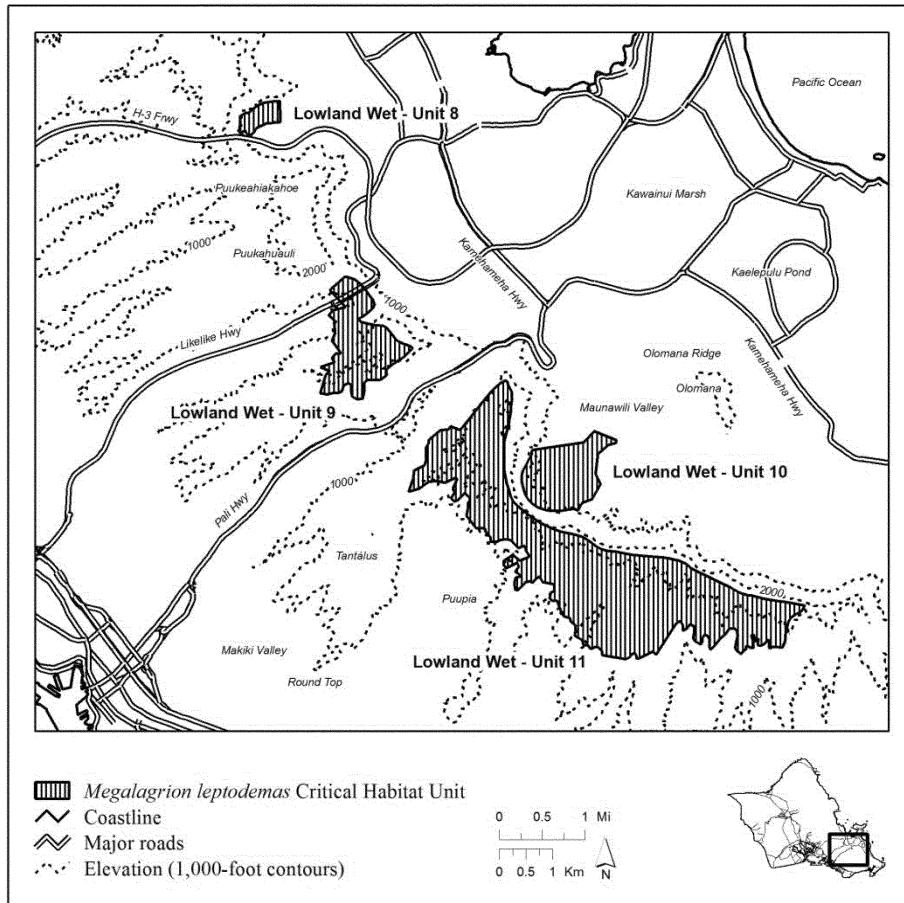 Pacific Ocean
H-3 Frwy
Lowland Wet - Unit 8
Puukeahiakahoe
Kawainui Marsh
1000
Puukahuauli
Kamehameha Hwy
Kaelepulu Pond
2000
1000
Likelike Hwy
Olomana Ridge
Kamehameha Hwy
Olomana
Lowland Wet - Unit 9
Maunawili Valley
Lowland Wet - Unit 10
1000
Pali Hwy
Tantalus
2000
Puupia
Makiki Valley
Lowland Wet - Unit 11
Round Top
1000
Megalagrion leptodemas Critical Habitat Unit
Coastline
Major roads
Elevation (1,000-foot contours)
0 0.5 1 Mi
0 0.5 1 Km
N